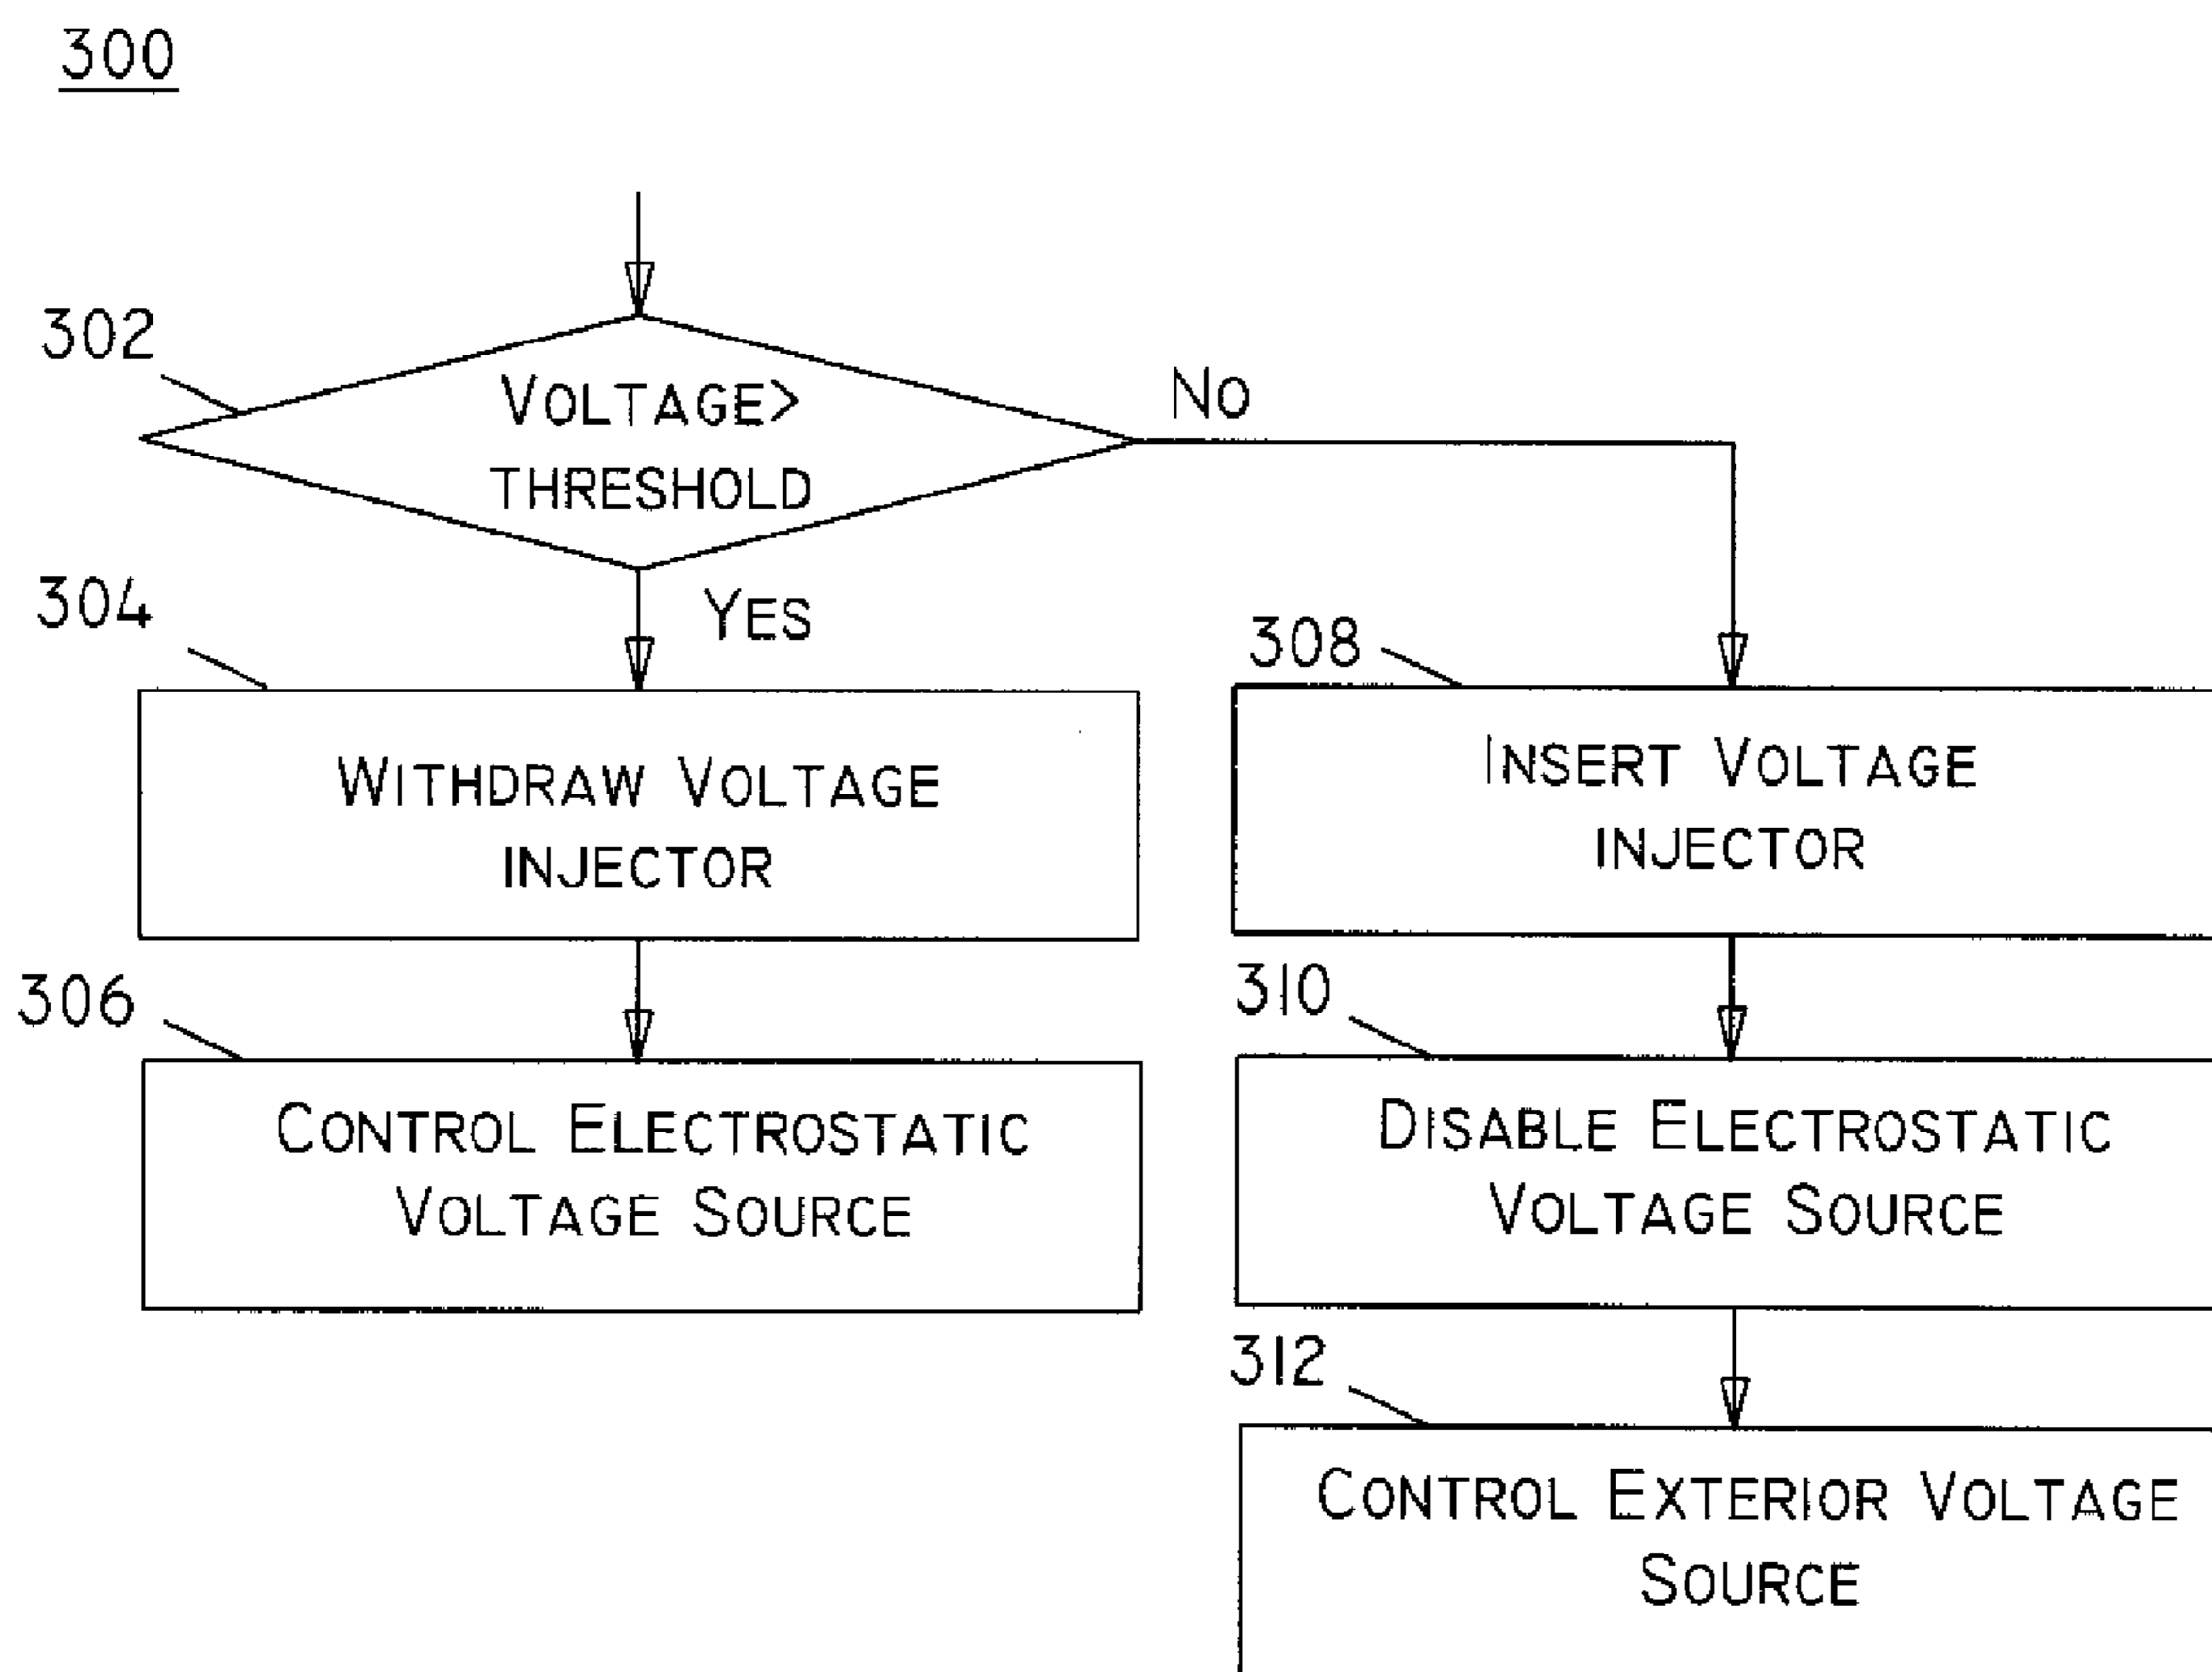 300
302
VOLTAGE>
THRESHOLD
NO
YES
304
WITHDRAW VOLTAGE
INJECTOR
308
INSERT VOLTAGE
INJECTOR
306
CONTROL ELECTROSTATIC
VOLTAGE SOURCE
310
DISABLE ELECTROSTATIC
VOLTAGE SOURCE
312
CONTROL EXTERIOR VOLTAGE
SOURCE